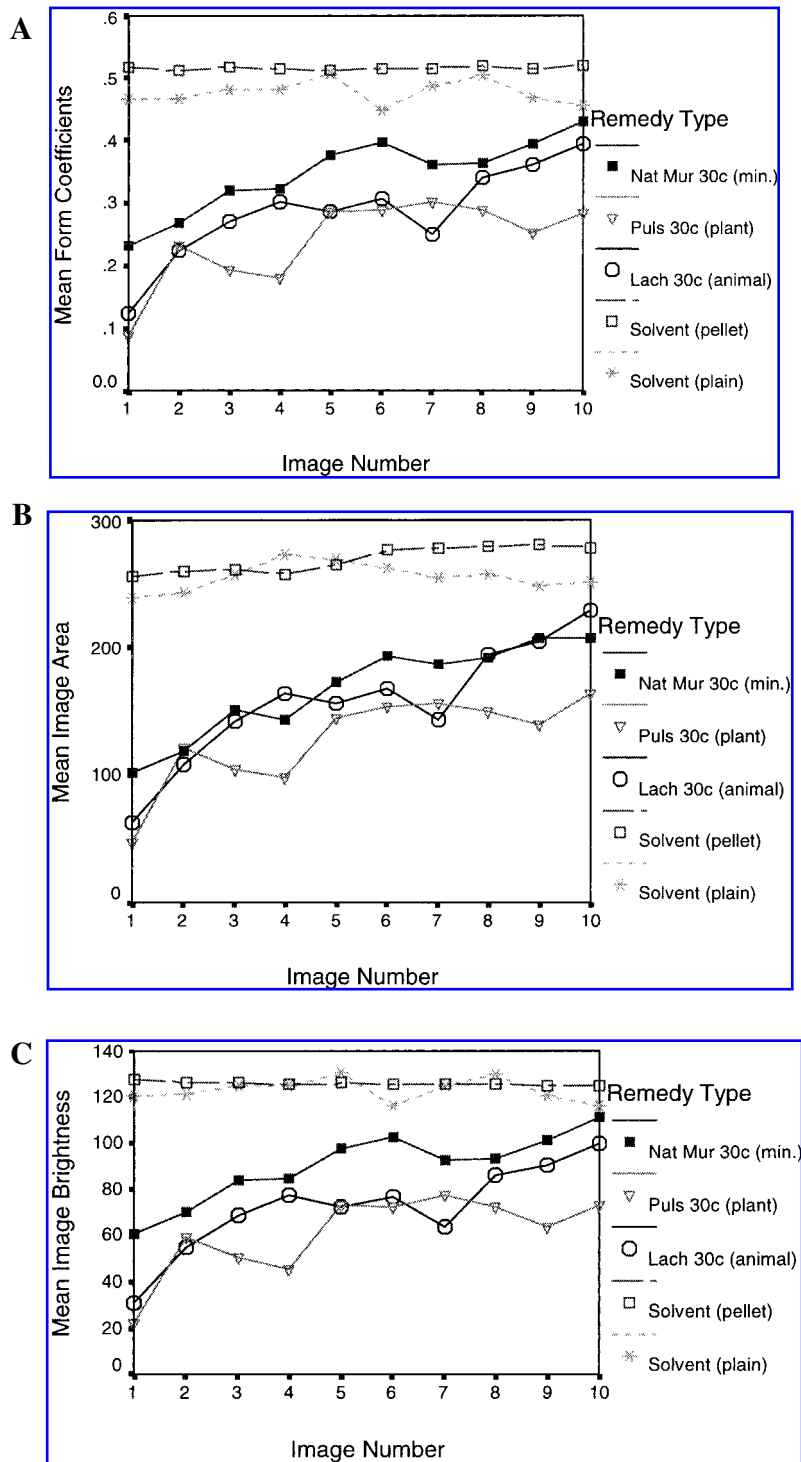 A
.6
.5
.4
.3
.2
.1
0.0
Mean Form Coefficients
1 2 3 4 5 6 7 8 9 10
Image Number
Remedy Type
Nat Mur 30c (min.)
Puls 30c (plant)
Lach 30c (animal)
Solvent (pellet)
Solvent (plain)
B
300
200
100
0
Mean Image Area
1 2 3 4 5 6 7 8 9 10
Image Number
Remedy Type
Nat Mur 30c (min.)
Puls 30c (plant)
Lach 30c (animal)
Solvent (pellet)
Solvent (plain)
C
140
120
100
80
60
40
20
0
Mean Image Brightness
1 2 3 4 5 6 7 8 9 10
Image Number
Remedy Type
Nat Mur 30c (min.)
Puls 30c (plant)
Lach 30c (animal)
Solvent (pellet)
Solvent (plain)